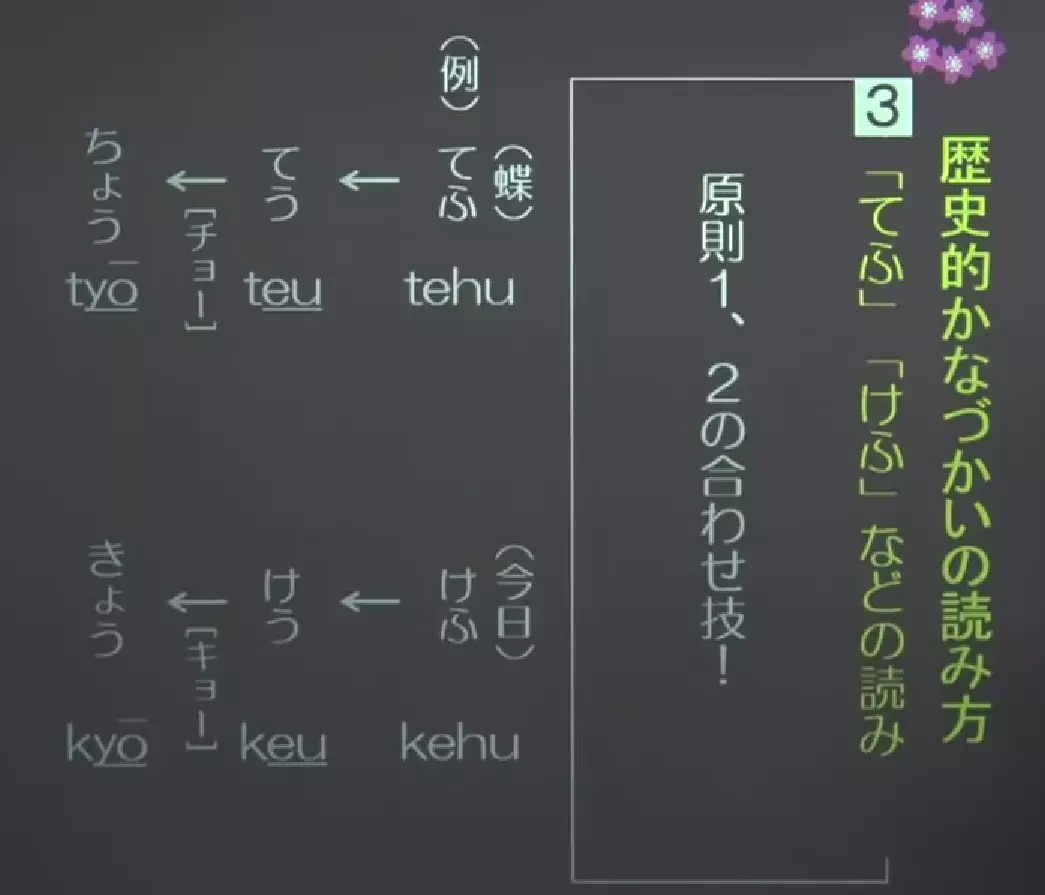 歴史的かなづかいの読み方
3 「てふ」「けふ」などの読み
原則1、2の合わせ技!
(例)
(蝶)
てふ tehu
←
てう teu
← [チョー]
ちょう tyō
(今日)
けふ kehu
←
けう keu
← [キョー]
きょう kyō